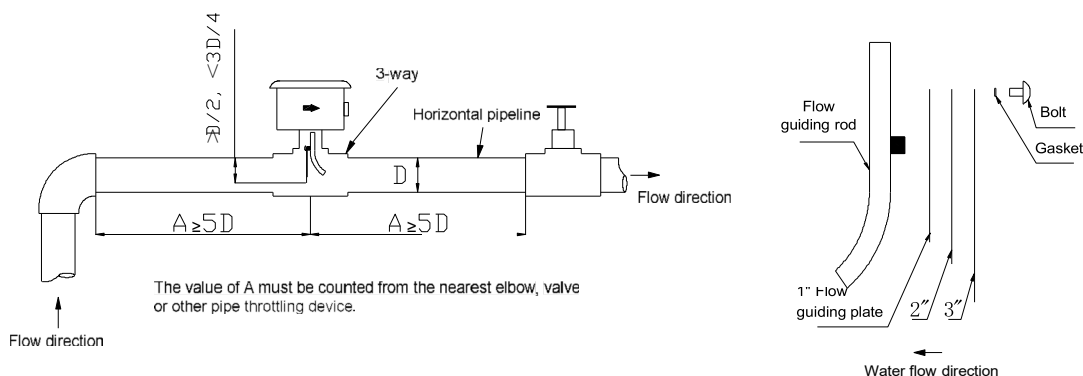 >D/2, <3D/4
3-way
Horizontal pipeline
D
Flow direction
A≥5D
A≥5D
The value of A must be counted from the nearest elbow, valve
or other pipe throttling device.
Flow direction
Flow
guiding rod
Bolt
Gasket
1" Flow
guiding plate
2"
3"
Water flow direction